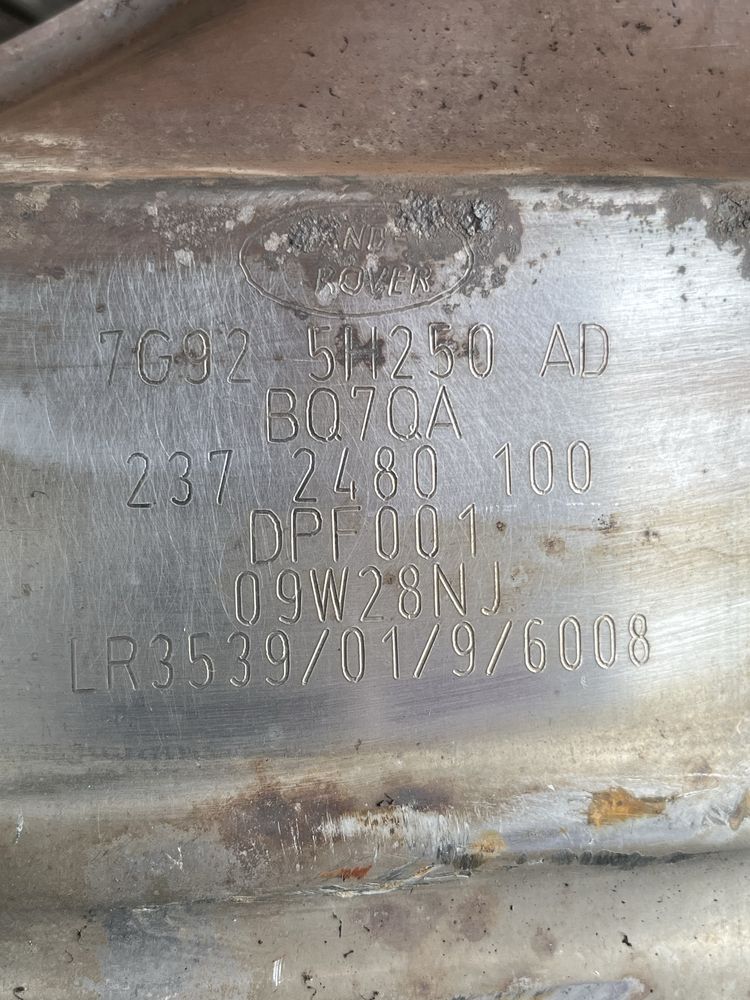 LAND
ROVER
7G92 5H250 AD
BQ7QA
237 2480 100
DPF001
09W28NJ
LR3539/01/9/6008